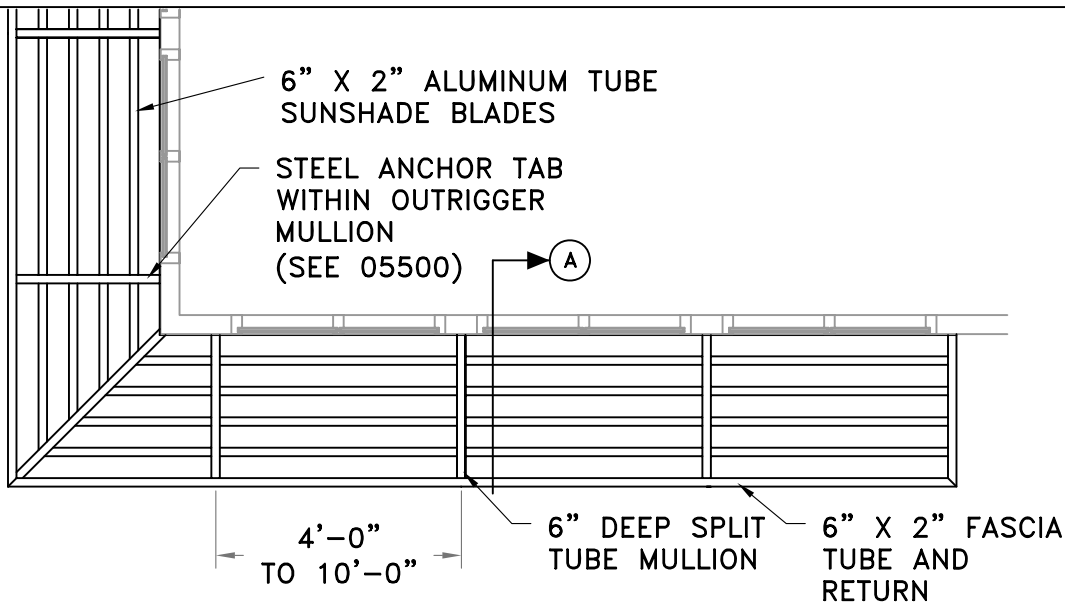 6” X 2” ALUMINUM TUBE
SUNSHADE BLADES
STEEL ANCHOR TAB
WITHIN OUTRIGGER
MULLION
(SEE 05500)
A
4’-0”
TO 10’-0”
6” DEEP SPLIT
TUBE MULLION
6” X 2” FASCIA
TUBE AND
RETURN